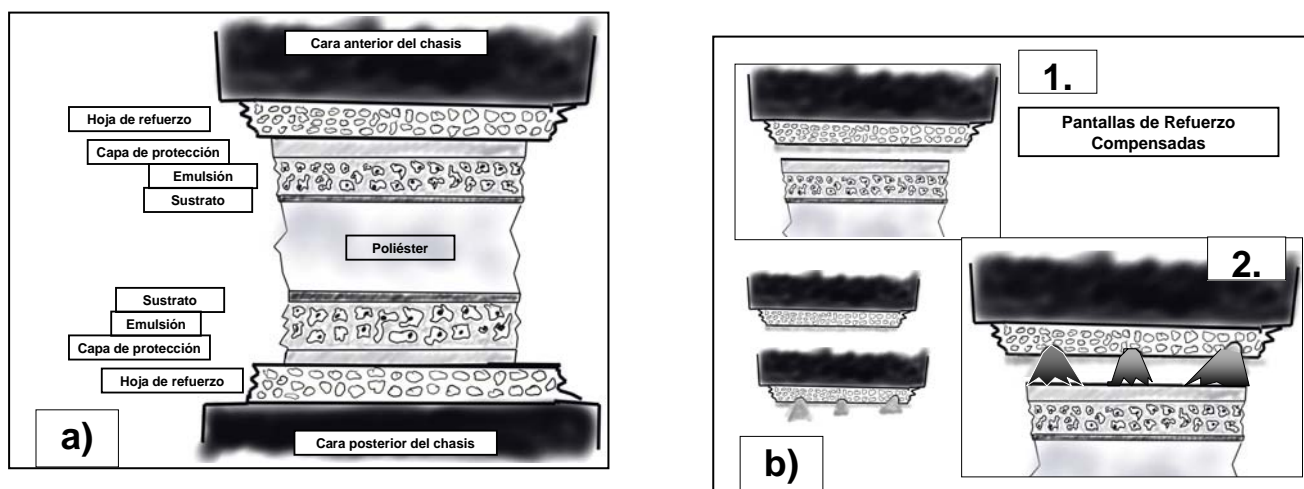 Cara anterior del chasis
Hoja de refuerzo
Capa de protección
Emulsión
Sustrato
Poliéster
Sustrato
Emulsión
Capa de protección
Hoja de refuerzo
Cara posterior del chasis
a)
1.
Pantallas de Refuerzo
Compensadas
2.
b)